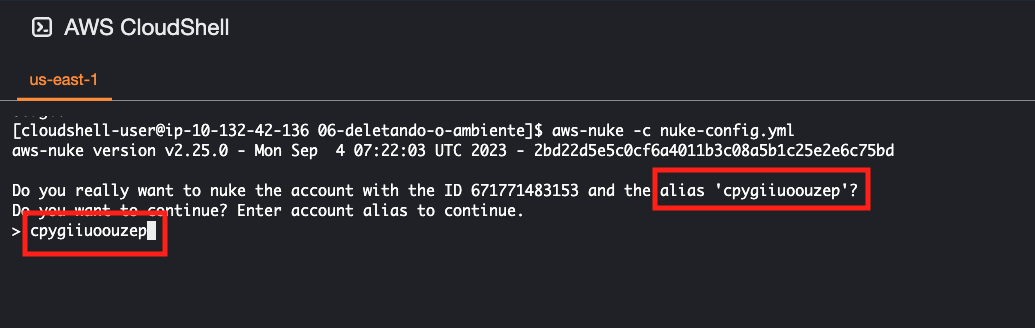 AWS CloudShell
us-east-1
[cloudshell-user@ip-10-132-42-136 06-deletando-o-ambiente]$ aws-nuke -c nuke-config.yml
aws-nuke version v2.25.0 - Mon Sep  4 07:22:03 UTC 2023 - 2bd22d5e5c0cf6a4011b3c08a5b1c25e2e6c75bd
Do you really want to nuke the account with the ID 671771483153 and the alias 'cpygiiuoouzep'?
Do you want to continue? Enter account alias to continue.
> cpygiiuoouzep